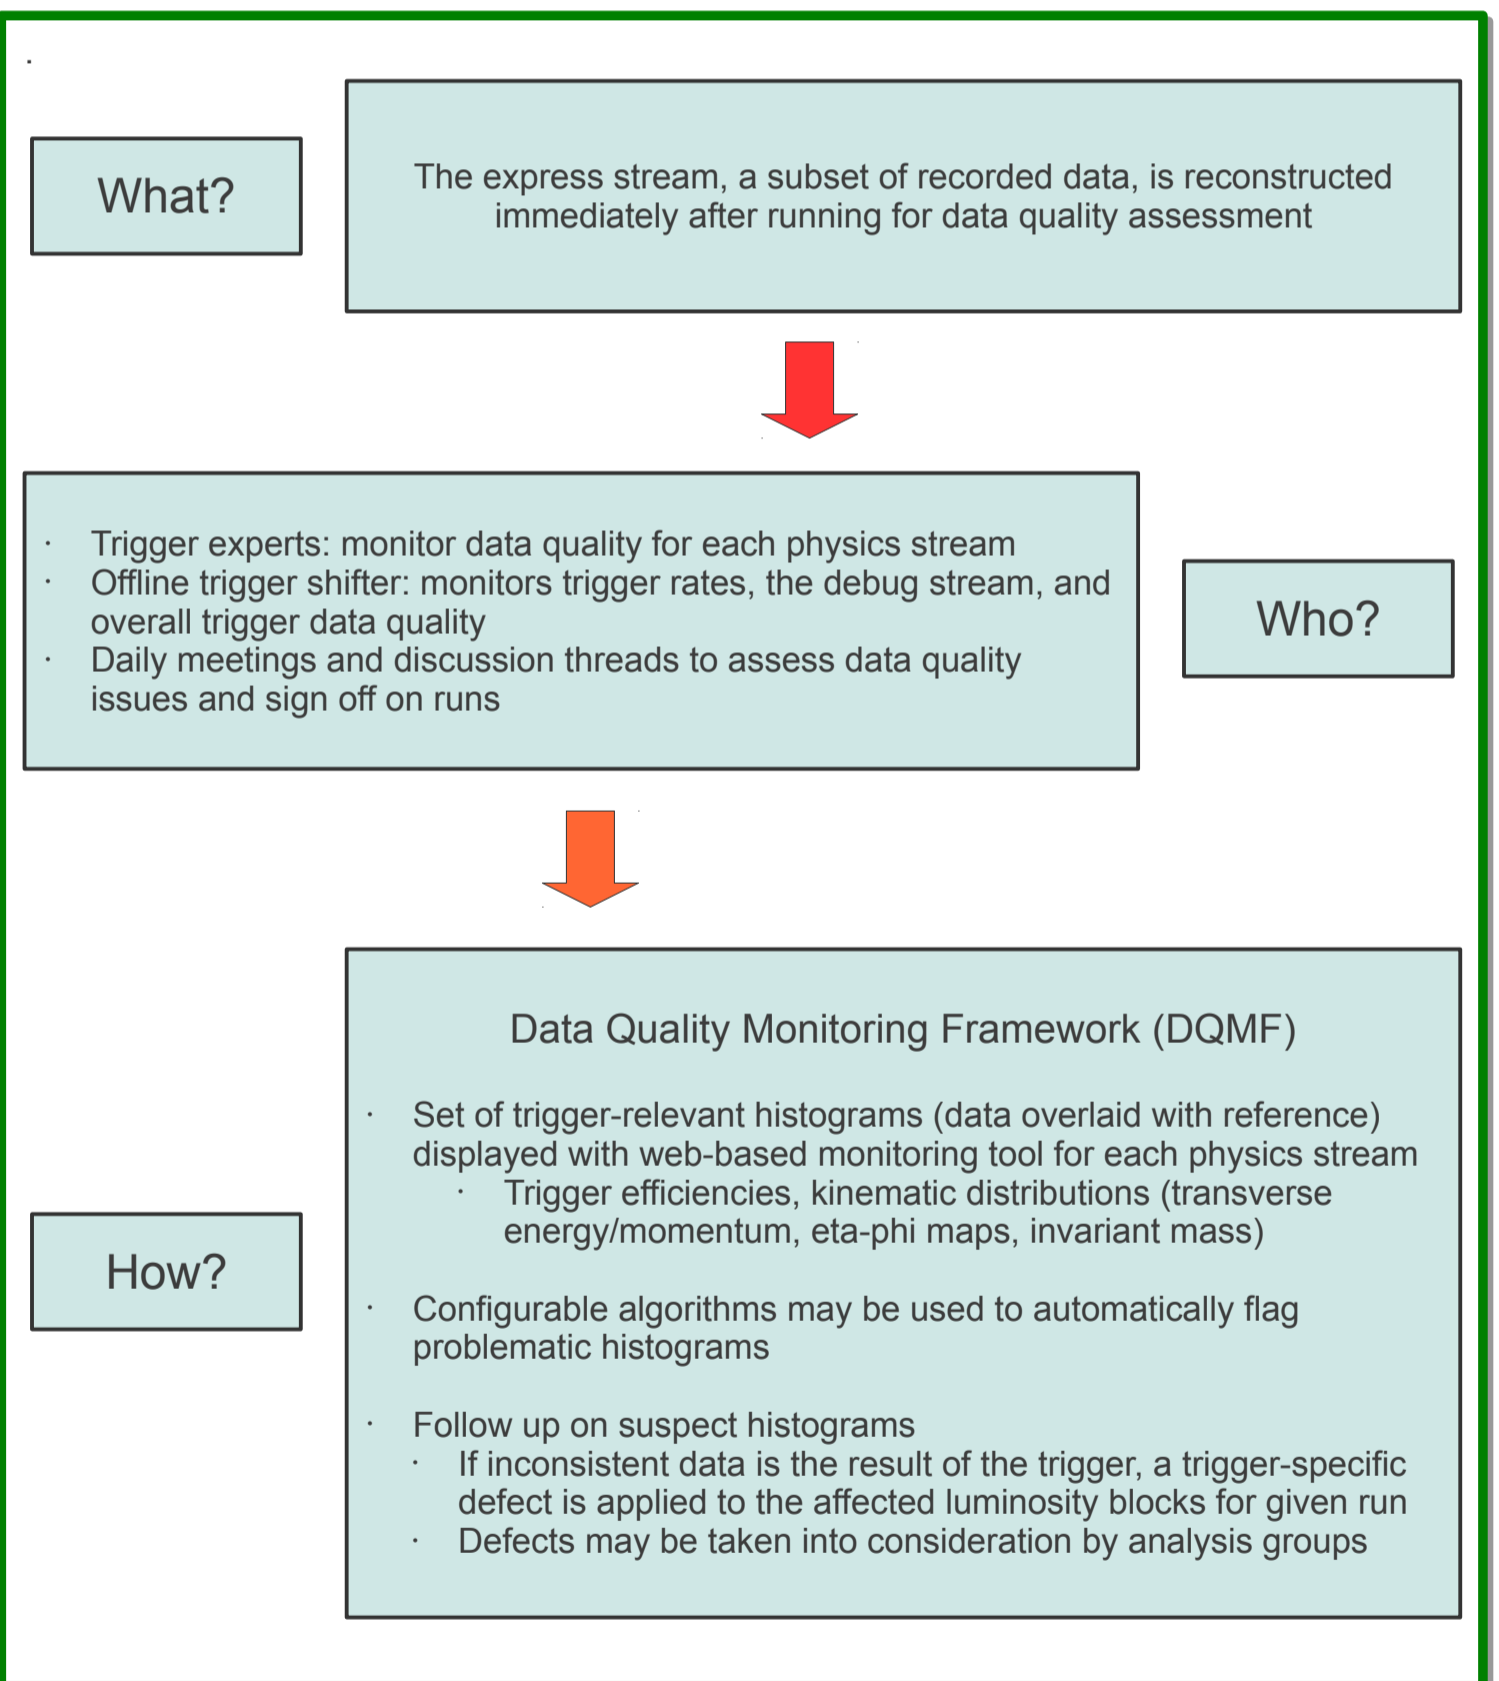 What?
The express stream, a subset of recorded data, is reconstructed
immediately after running for data quality assessment
· Trigger experts: monitor data quality for each physics stream
· Offline trigger shifter: monitors trigger rates, the debug stream, and
overall trigger data quality
· Daily meetings and discussion threads to assess data quality
issues and sign off on runs
Who?
How?
Data Quality Monitoring Framework (DQMF)
· Set of trigger-relevant histograms (data overlaid with reference)
displayed with web-based monitoring tool for each physics stream
· Trigger efficiencies, kinematic distributions (transverse
energy/momentum, eta-phi maps, invariant mass)
· Configurable algorithms may be used to automatically flag
problematic histograms
· Follow up on suspect histograms
· If inconsistent data is the result of the trigger, a trigger-specific
defect is applied to the affected luminosity blocks for given run
· Defects may be taken into consideration by analysis groups